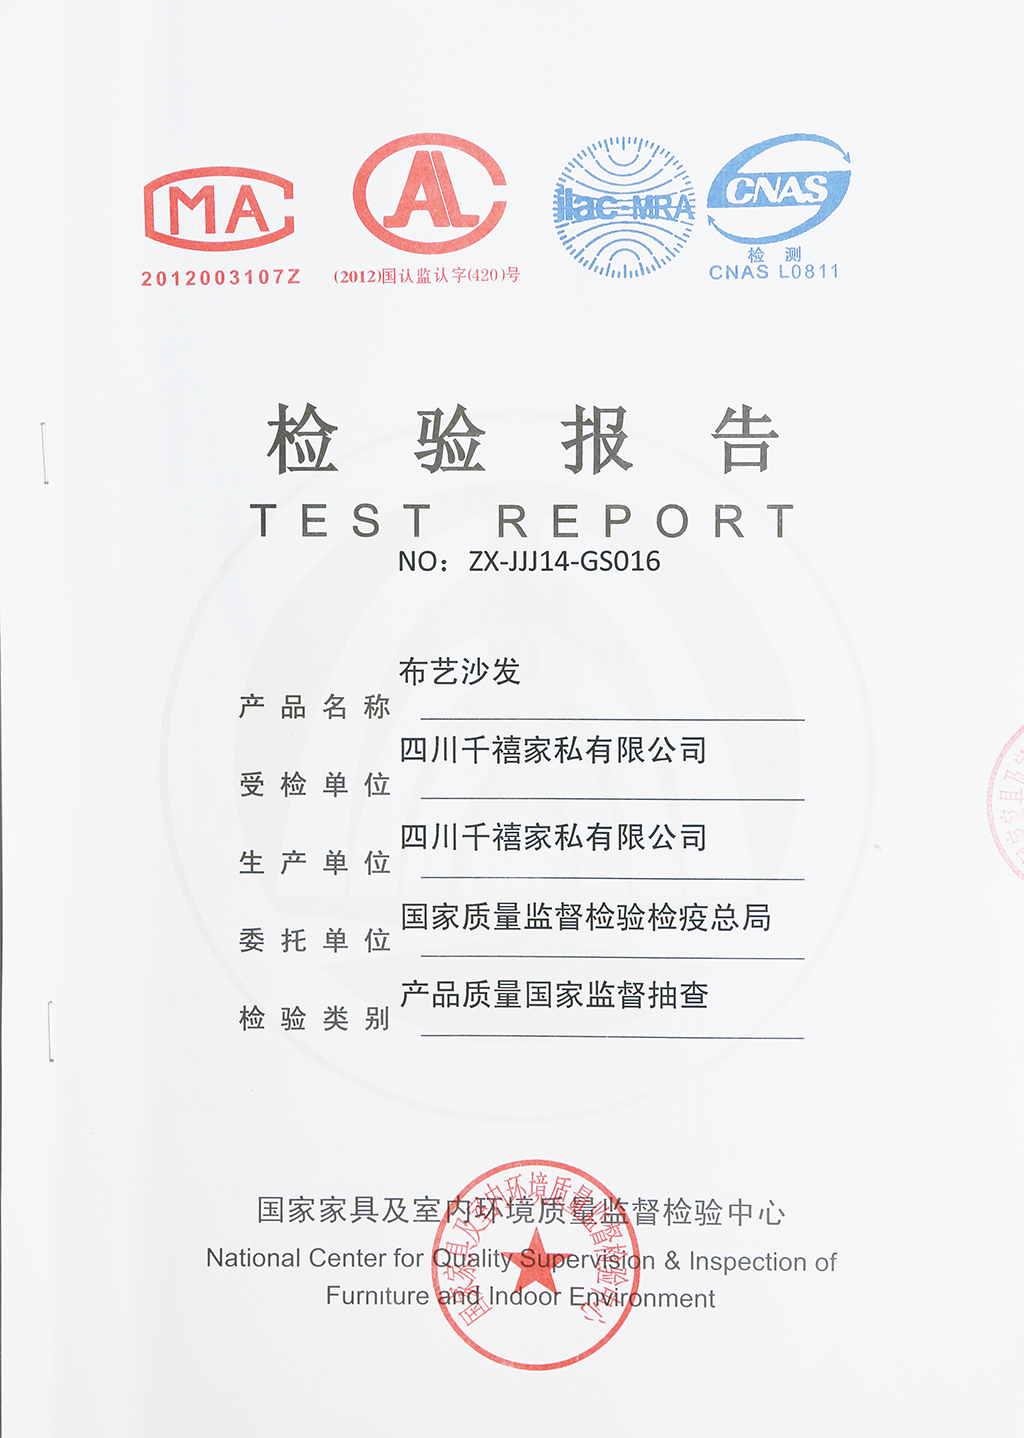 MA
AL
ilac-MRA
CNAS
2012003107Z
(2012)国认监认字(420)号
检 测
CNAS L0811
检验报告
TEST REPORT
NO：ZX-JJJ14-GS016
产品名称 布艺沙发
受检单位 四川千禧家私有限公司
生产单位 四川千禧家私有限公司
委托单位 国家质量监督检验检疫总局
检验类别 产品质量国家监督抽查
国家家具及室内环境质量监督检验中心
National Center for Quality Supervision & Inspection of
Furniture and Indoor Environment
国家家具及室内环境质量监督检验中心